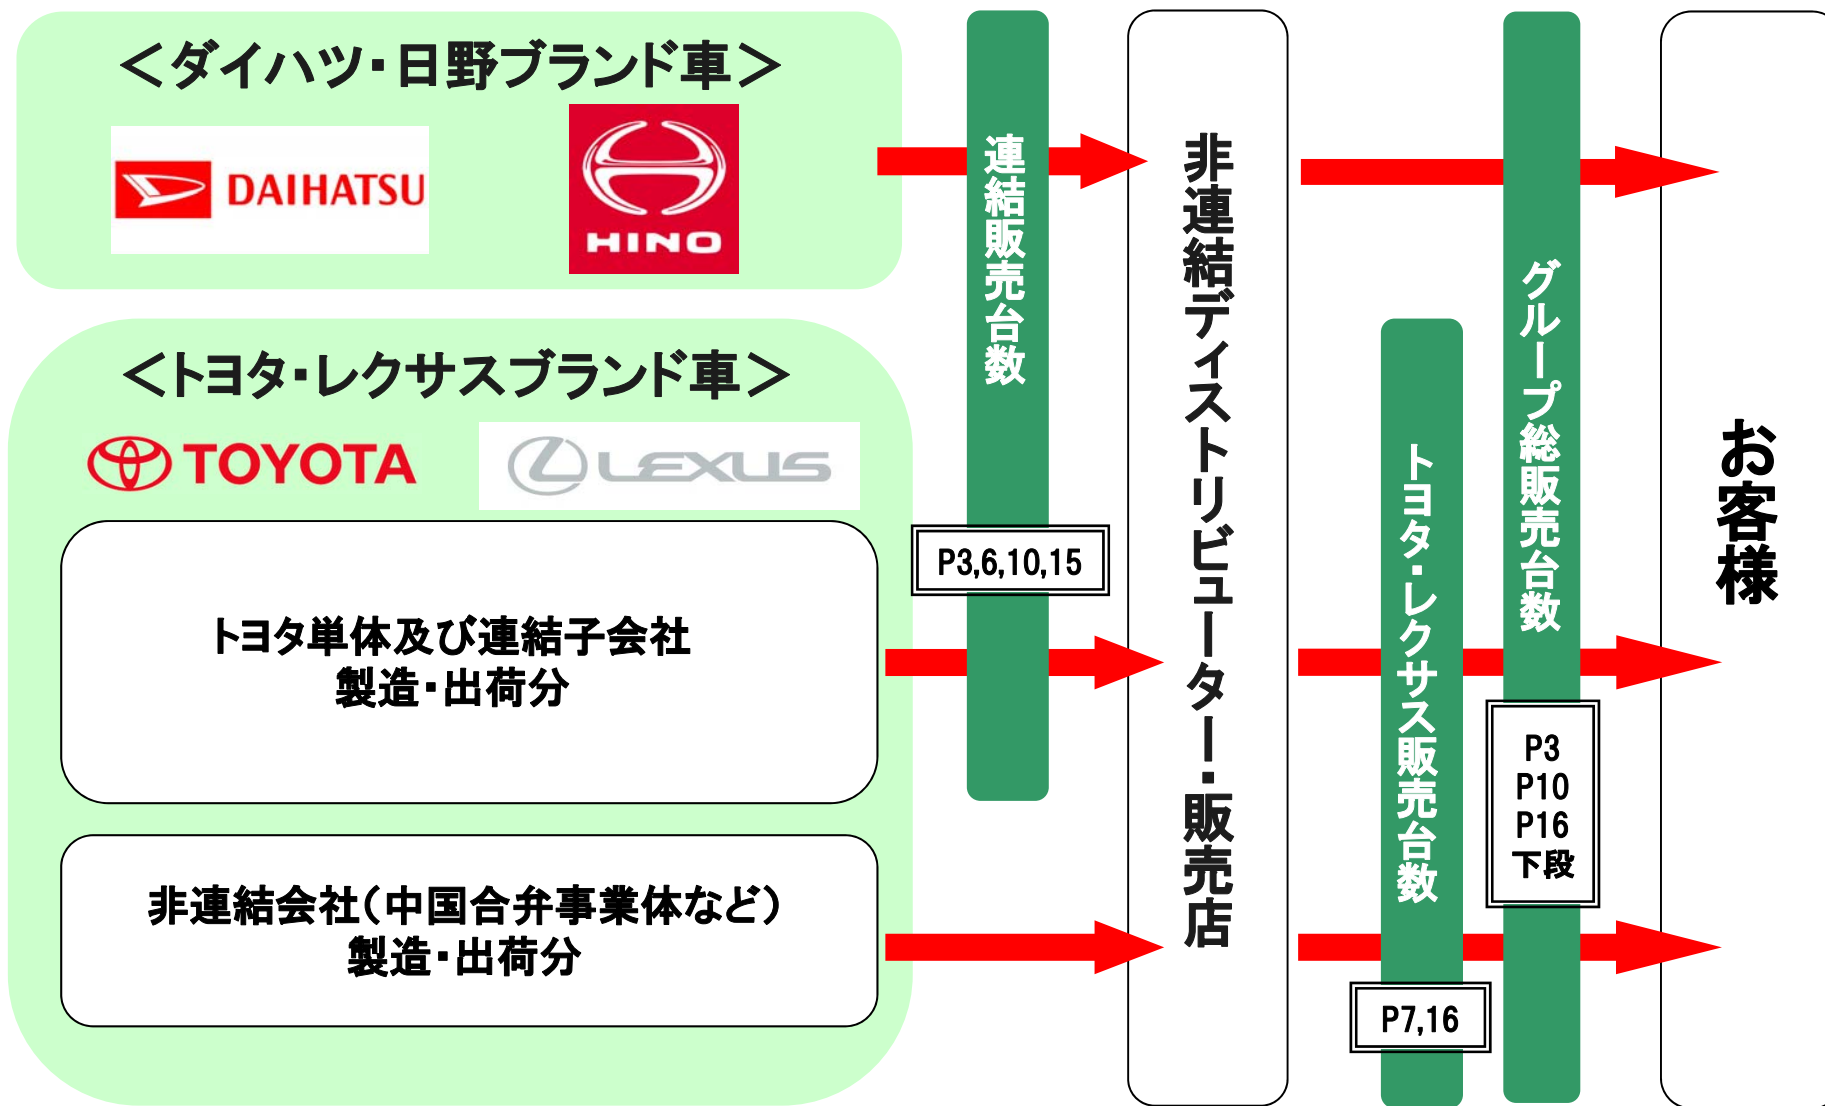 ＜ダイハツ・日野ブランド車＞
DAIHATSU
HINO
＜トヨタ・レクサスブランド車＞
TOYOTA
LEXUS
トヨタ単体及び連結子会社
製造・出荷分
非連結会社（中国合弁事業体など）
製造・出荷分
連結販売台数
P3,6,10,15
非連結ディストリビューター・販売店
トヨタ・レクサス販売台数
P7,16
グループ総販売台数
P3
P10
P16
下段
お客様